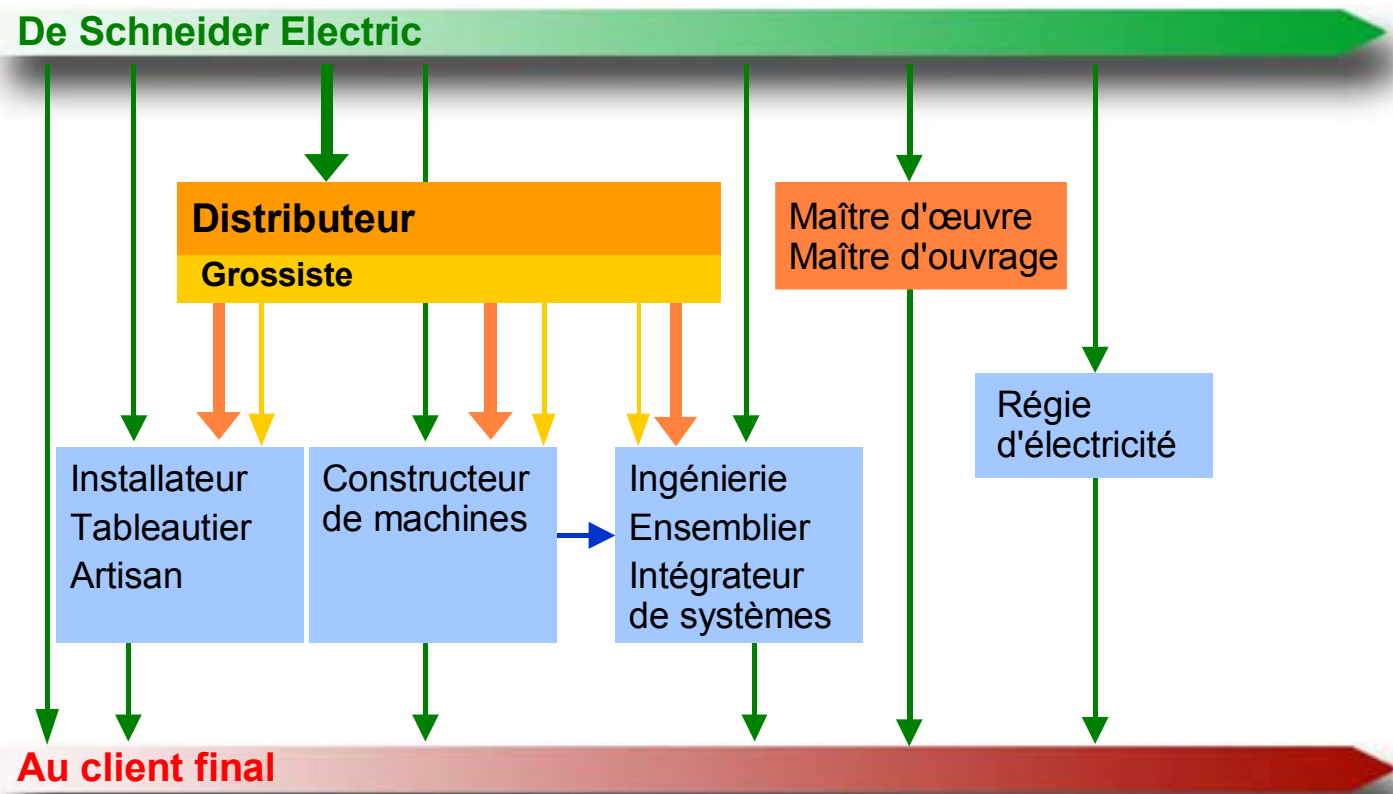 De Schneider Electric
Distributeur
Grossiste
Maître d'œuvre
Maître d'ouvrage
Régie
d'électricité
Installateur
Tableautier
Artisan
Constructeur
de machines
Ingénierie
Ensemblier
Intégrateur
de systèmes
Au client final